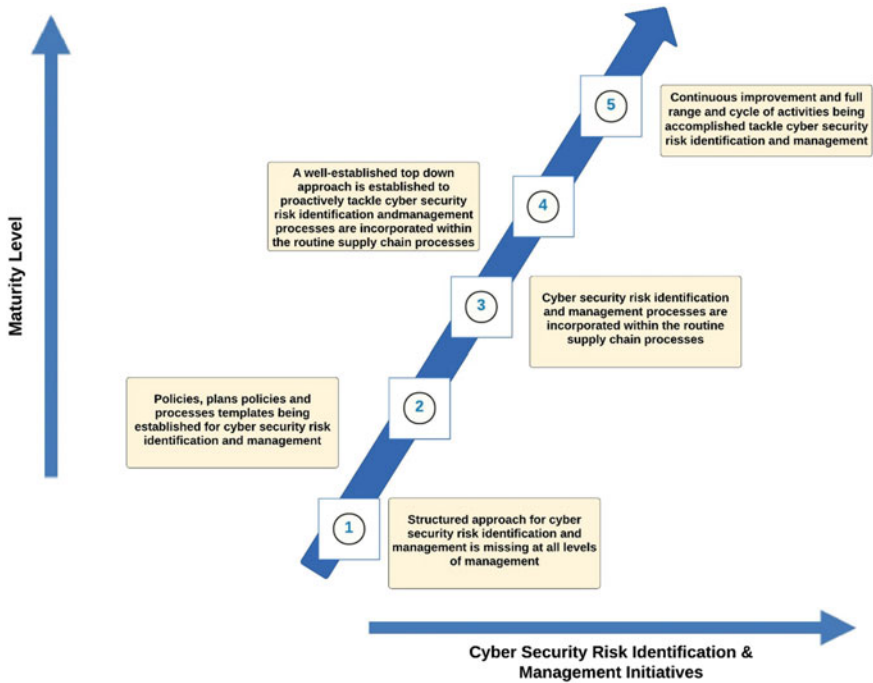 5
Continuous improvement and full
range and cycle of activities being
accomplished tackle cyber security
risk identification and management
A well-established top down
approach is established to
proactively tackle cyber security
risk identification andmanagement
processes are incorporated within
the routine supply chain processes
4
3
Cyber security risk identification
and management processes are
incorporated within the routine
supply chain processes
Maturity Level
Policies, plans policies and
processes templates being
established for cyber security risk
identification and management
2
1
Structured approach for cyber
security risk identification and
management is missing at all levels
of management
Cyber Security Risk Identification &
Management Initiatives